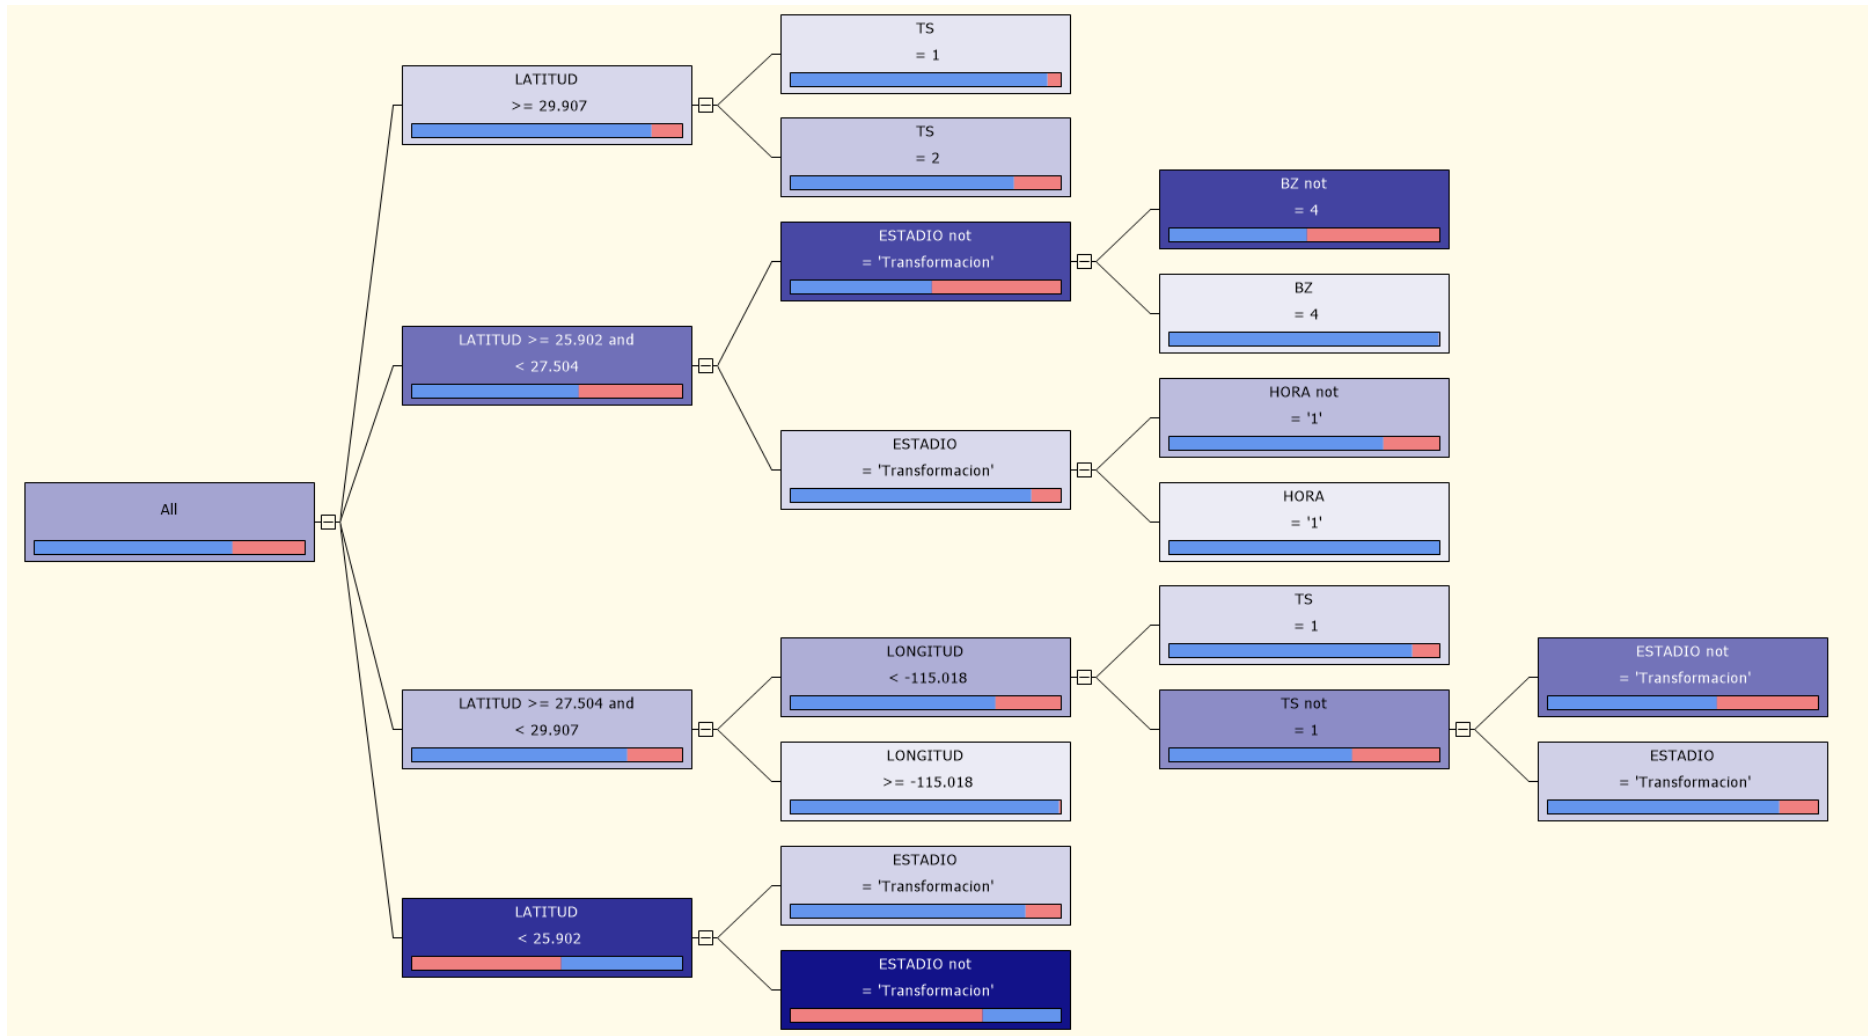 All
LATITUD
>= 29.907
TS
= 1
TS
= 2
LATITUD >= 25.902 and
< 27.504
ESTADIO not
= 'Transformacion'
BZ not
= 4
BZ
= 4
ESTADIO
= 'Transformacion'
HORA not
= '1'
HORA
= '1'
LATITUD >= 27.504 and
< 29.907
LONGITUD
< -115.018
TS
= 1
TS not
= 1
ESTADIO not
= 'Transformacion'
ESTADIO
= 'Transformacion'
LONGITUD
>= -115.018
LATITUD
< 25.902
ESTADIO
= 'Transformacion'
ESTADIO not
= 'Transformacion'